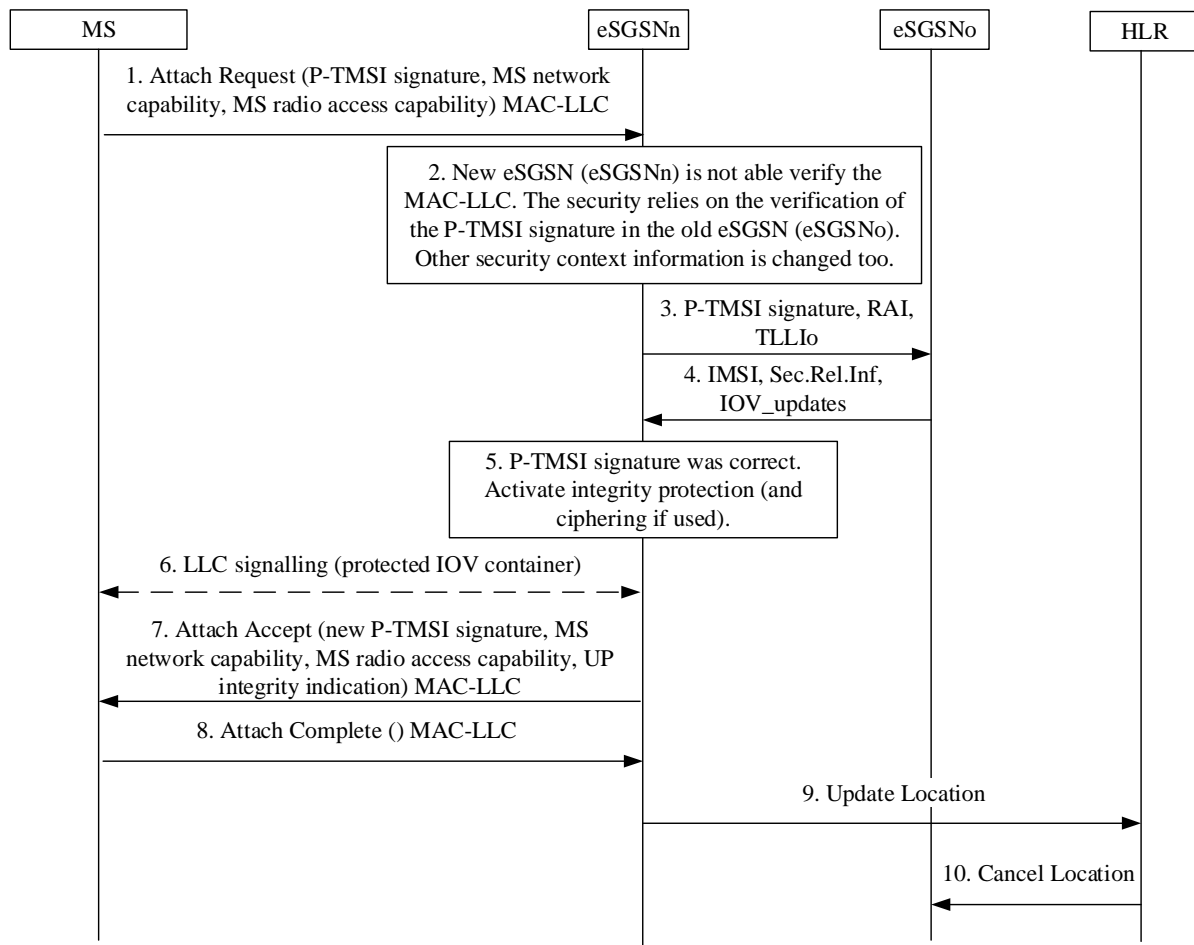 MS
eSGSNn
eSGSNo
HLR
1. Attach Request (P-TMSI signature, MS network
capability, MS radio access capability) MAC-LLC
2. New eSGSN (eSGSNn) is not able verify the
MAC-LLC. The security relies on the verification of
the P-TMSI signature in the old eSGSN (eSGSNo).
Other security context information is changed too.
3. P-TMSI signature, RAI,
TLLIo
4. IMSI, Sec.Rel.Inf,
IOV_updates
5. P-TMSI signature was correct.
Activate integrity protection (and
ciphering if used).
6. LLC signalling (protected IOV container)
7. Attach Accept (new P-TMSI signature, MS
network capability, MS radio access capability, UP
integrity indication) MAC-LLC
8. Attach Complete () MAC-LLC
9. Update Location
10. Cancel Location